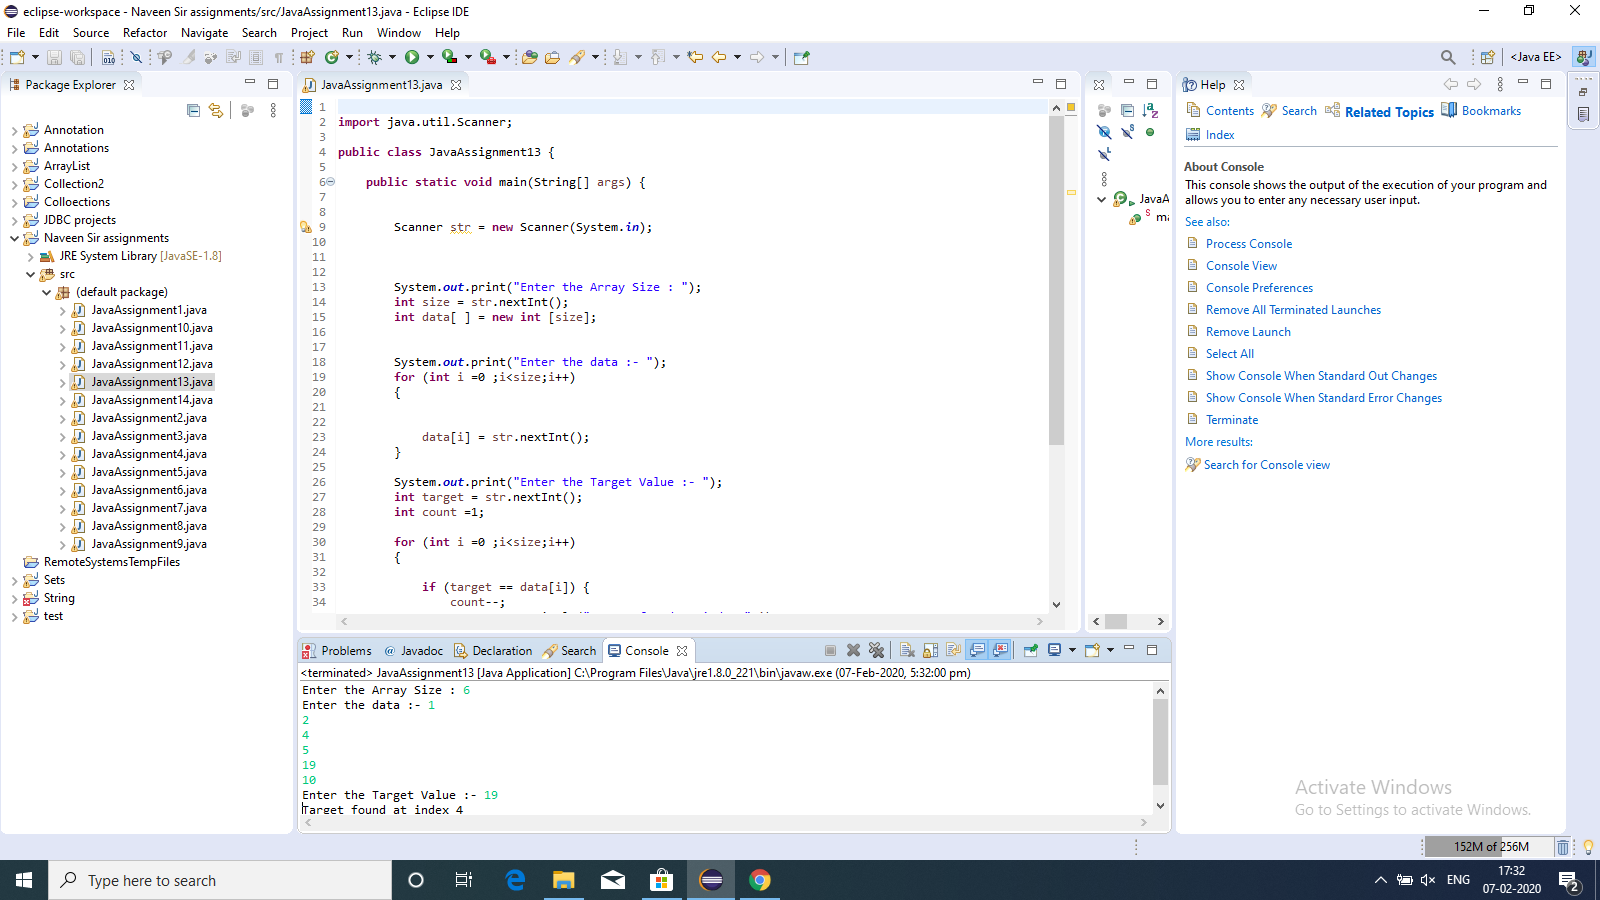 eclipse-workspace - Naveen Sir assignments/src/JavaAssignment13.java - Eclipse IDE
File Edit Source Refactor Navigate Search Project Run Window Help
<Java EE>
Package Explorer
Annotation
Annotations
ArrayList
Collection2
Colloections
JDBC projects
Naveen Sir assignments
JRE System Library [JavaSE-1.8]
src
(default package)
JavaAssignment1.java
JavaAssignment10.java
JavaAssignment11.java
JavaAssignment12.java
JavaAssignment13.java
JavaAssignment14.java
JavaAssignment2.java
JavaAssignment3.java
JavaAssignment4.java
JavaAssignment5.java
JavaAssignment6.java
JavaAssignment7.java
JavaAssignment8.java
JavaAssignment9.java
RemoteSystemsTempFiles
Sets
String
test
JavaAssignment13.java
1
2 import java.util.Scanner;
3
4 public class JavaAssignment13 {
5
6 public static void main(String[] args) {
7
8
9 Scanner str = new Scanner(System.in);
10
11
12
13 System.out.print("Enter the Array Size : ");
14 int size = str.nextInt();
15 int data[ ] = new int [size];
16
17
18 System.out.print("Enter the data :- ");
19 for (int i =0 ;i<size;i++)
20 {
21
22
23 data[i] = str.nextInt();
24 }
25
26 System.out.print("Enter the Target Value :- ");
27 int target = str.nextInt();
28 int count =1;
29
30 for (int i =0 ;i<size;i++)
31 {
32
33 if (target == data[i]) {
34 count--;
JavaA
ma
Help
Contents Search Related Topics Bookmarks
Index
About Console
This console shows the output of the execution of your program and
allows you to enter any necessary user input.
See also:
Process Console
Console View
Console Preferences
Remove All Terminated Launches
Remove Launch
Select All
Show Console When Standard Out Changes
Show Console When Standard Error Changes
Terminate
More results:
Search for Console view
Problems @ Javadoc Declaration Search Console
<terminated> JavaAssignment13 [Java Application] C:\Program Files\Java\jre1.8.0_221\bin\javaw.exe (07-Feb-2020, 5:32:00 pm)
Enter the Array Size : 6
Enter the data :- 1
2
4
5
19
10
Enter the Target Value :- 19
Target found at index 4
Activate Windows
Go to Settings to activate Windows.
152M of 256M
Type here to search
ENG
17:32
07-02-2020
2